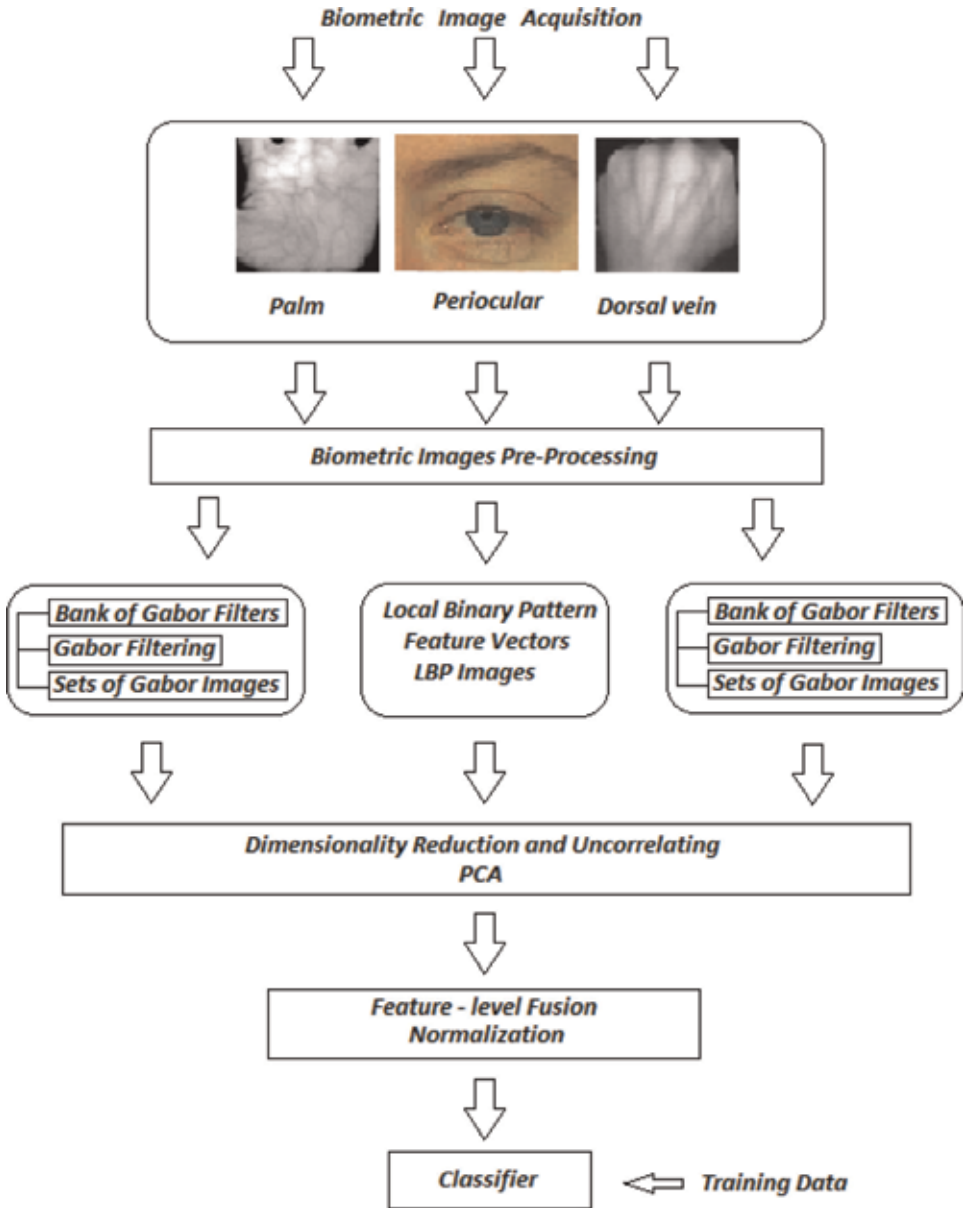 Biometric Image Acquisition
Palm
Periocular
Dorsal vein
Biometric Images Pre-Processing
Bank of Gabor Filters
Gabor Filtering
Sets of Gabor Images
Local Binary Pattern
Feature Vectors
LBP Images
Bank of Gabor Filters
Gabor Filtering
Sets of Gabor Images
Dimensionality Reduction and Uncorrelating
PCA
Feature - level Fusion
Normalization
Classifier
Training Data